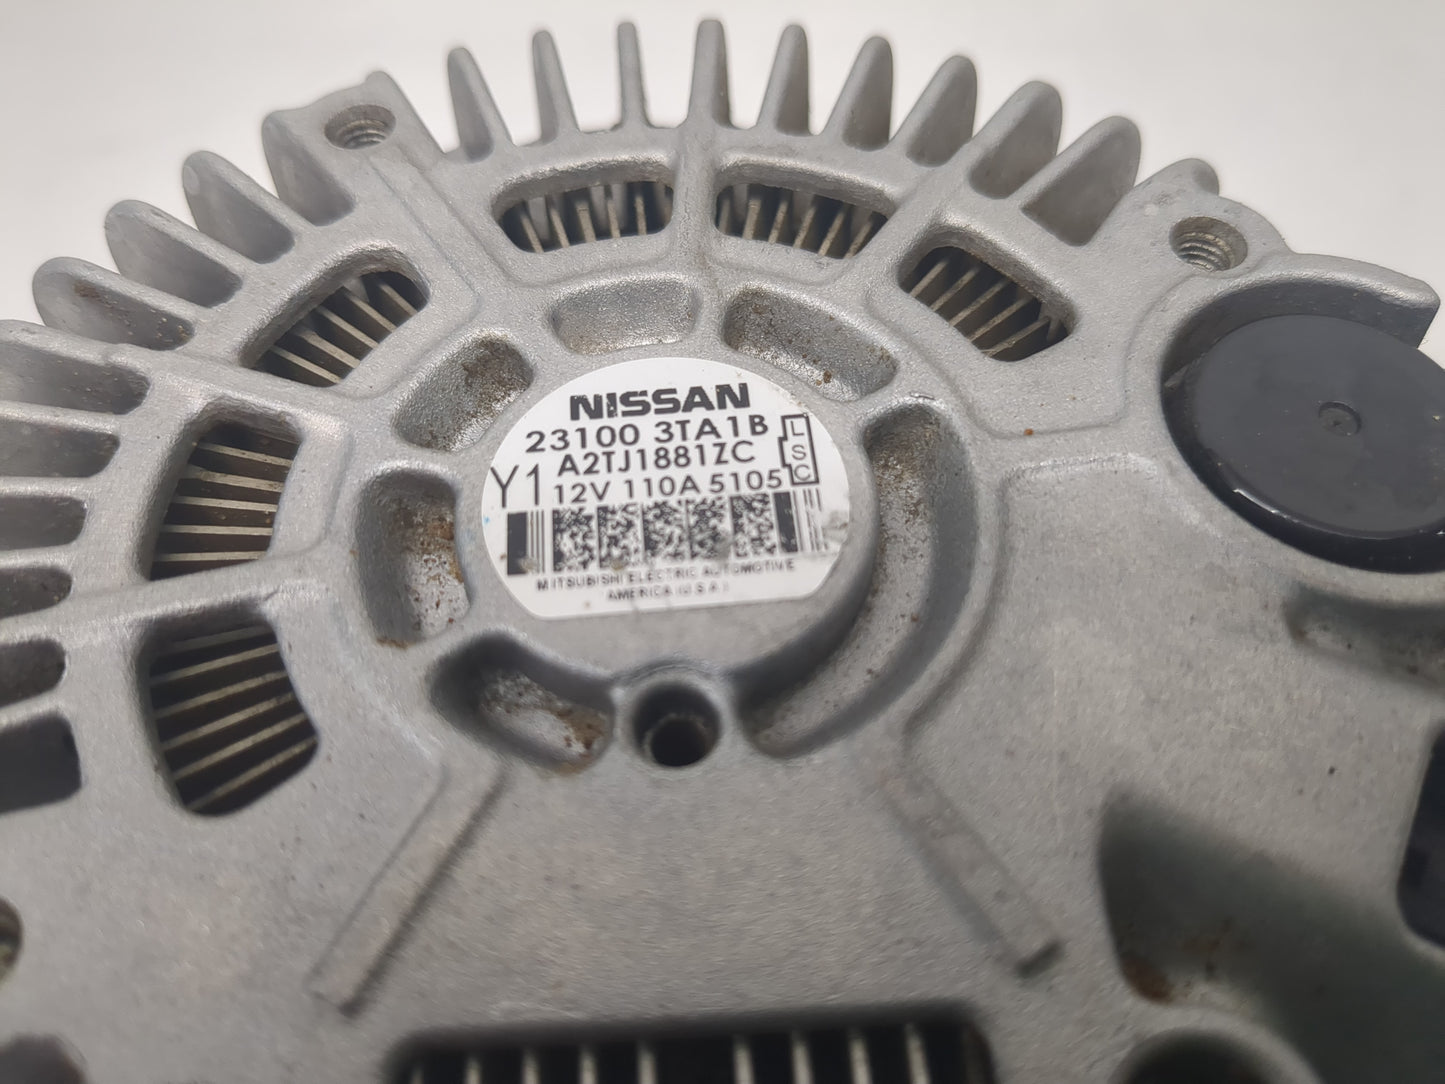 NISSAN
23100 3TA1B
A2TJ1881ZC
Y1 12V 110A 5105
L
S
C
MITSUBISHI ELECTRIC AUTOMOTIVE
AMERICA (U.S.A.)